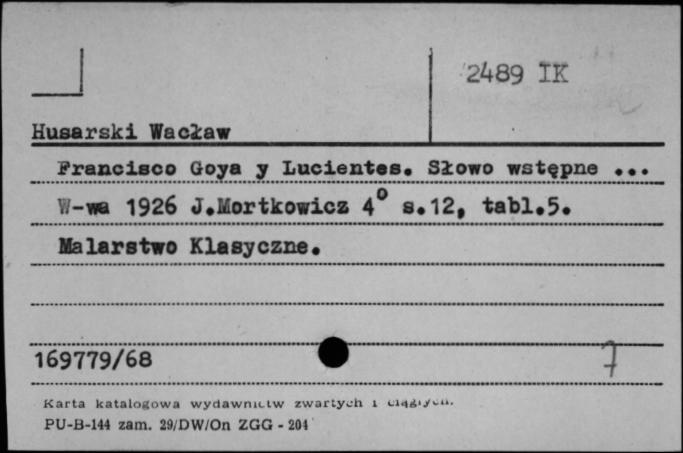 2489 IK
Husarski Wacław
Francisco Goya y Lucientes. Słowo wstępne ...
W-wa 1926 J.Mortkowicz 4° s.12, tabl.5.
Malarstwo Klasyczne.
169779/68 7
Karta katalogowa wydawnictw zwartych i ciągłych.
PU-B-144 zam. 29/DW/On ZGG - 204